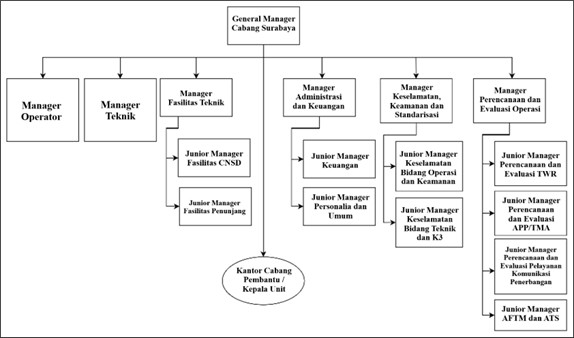 General Manager
Cabang Surabaya
Manager
Operator
Manager
Teknik
Manager
Fasilitas Teknik
Manager
Administrasi
dan Keuangan
Manager
Keselamatan,
Keamanan dan
Standarisasi
Manager
Perencanaan dan
Evaluasi Operasi
Junior Manager
Fasilitas CNSD
Junior Manager
Fasilitas Penunjang
Junior Manager
Keuangan
Junior Manager
Personalia dan
Umum
Junior Manager
Keselamatan
Bidang Operasi
dan Keamanan
Junior Manager
Keselamatan
Bidang Teknik
dan K3
Junior Manager
Perencanaan dan
Evaluasi TWR
Junior Manager
Perencanaan
dan Evaluasi
APP/TMA
Junior Manager
Perencanaan dan
Evaluasi Pelayanan
Komunikasi
Penerbangan
Junior Manager
AFTM dan ATS
Kantor Cabang
Pembantu /
Kepala Unit